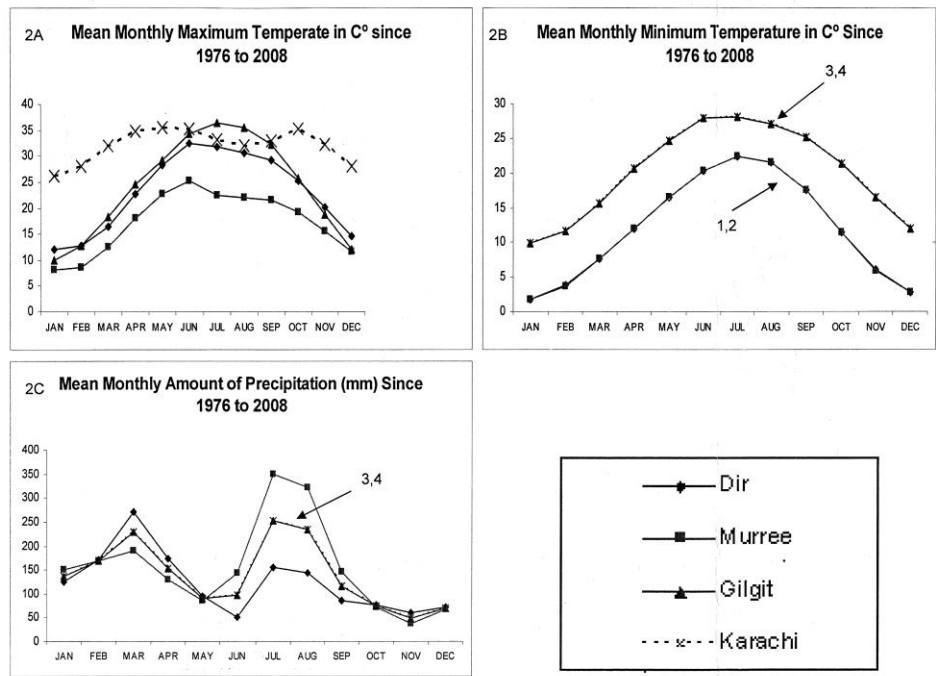 2A Mean Monthly Maximum Temperate in C° since
1976 to 2008
40
35
30
25
20
15
10
5
0
JAN FEB MAR APR MAY JUN JUL AUG SEP OCT NOV DEC
2B Mean Monthly Minimum Temperature in C° Since
1976 to 2008
3,4
30
25
20
15
10
5
0
1,2
JAN FEB MAR APR MAY JUN JUL AUG SEP OCT NOV DEC
2C Mean Monthly Amount of Precipitation (mm) Since
1976 to 2008
400
350
300
250
200
150
100
50
0
3,4
JAN FEB MAR APR MAY JUN JUL AUG SEP OCT NOV DEC
Dir
Murree
Gilgit
Karachi